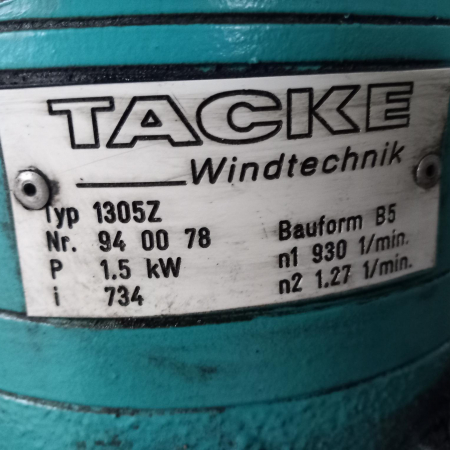 TACKE
Windtechnik
Typ 1305Z
Nr. 94 00 78
P 1.5 kW
i 734
Bauform B5
n1 930 1/min.
n2 1.27 1/min.